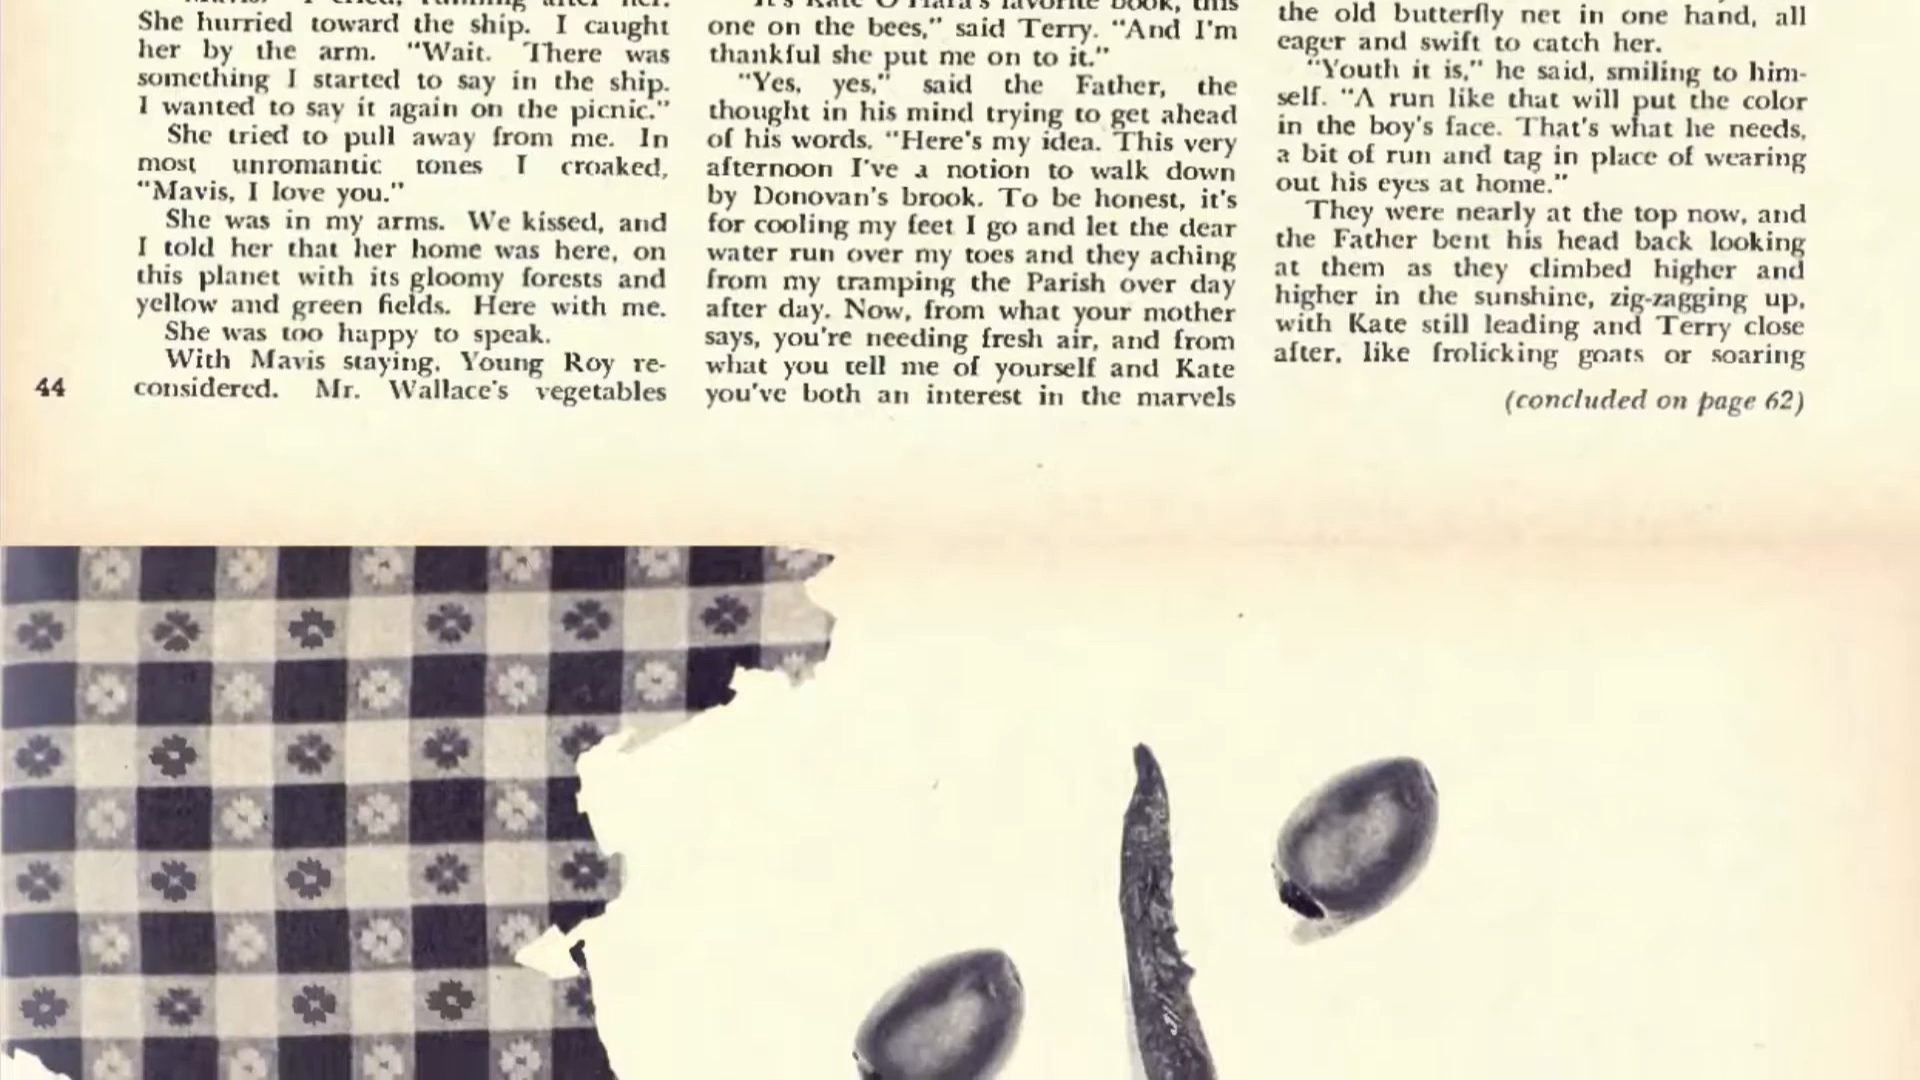 She hurried toward the ship. I caught
her by the arm. "Wait. There was
something I started to say in the ship.
I wanted to say it again on the picnic."
She tried to pull away from me. In
most unromantic tones I croaked,
"Mavis, I love you."
She was in my arms. We kissed, and
I told her that her home was here, on
this planet with its gloomy forests and
yellow and green fields. Here with me.
She was too happy to speak.
With Mavis staying, Young Roy re-
considered. Mr. Wallace's vegetables
44
one on the bees," said Terry. "And I'm
thankful she put me on to it."
"Yes, yes," said the Father, the
thought in his mind trying to get ahead
of his words. "Here's my idea. This very
afternoon I've a notion to walk down
by Donovan's brook. To be honest, it's
for cooling my feet I go and let the dear
water run over my toes and they aching
from my tramping the Parish over day
after day. Now, from what your mother
says, you're needing fresh air, and from
what you tell me of yourself and Kate
you've both an interest in the marvels
the old butterfly net in one hand, all
eager and swift to catch her.
"Youth it is," he said, smiling to him-
self. "A run like that will put the color
in the boy's face. That's what he needs,
a bit of run and tag in place of wearing
out his eyes at home."
They were nearly at the top now, and
the Father bent his head back looking
at them as they climbed higher and
higher in the sunshine, zig-zagging up,
with Kate still leading and Terry close
after, like frolicking goats or soaring
(concluded on page 62)